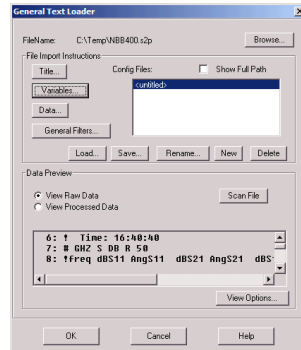 General Text Loader
FileName: C:\Temp\NBB400.s2p Browse...
File Import Instructions
Title... Config Files: Show Full Path
Variables... <untitled>
Data...
General Filters...
Load... Save... Rename... New Delete
Data Preview
View Raw Data Scan File
View Processed Data
6: ! Time: 16:40:40
7: # GHZ S DB R 50
8: !freq dBS11 AngS11 dBS21 AngS21 dBS
View Options...
OK Cancel Help